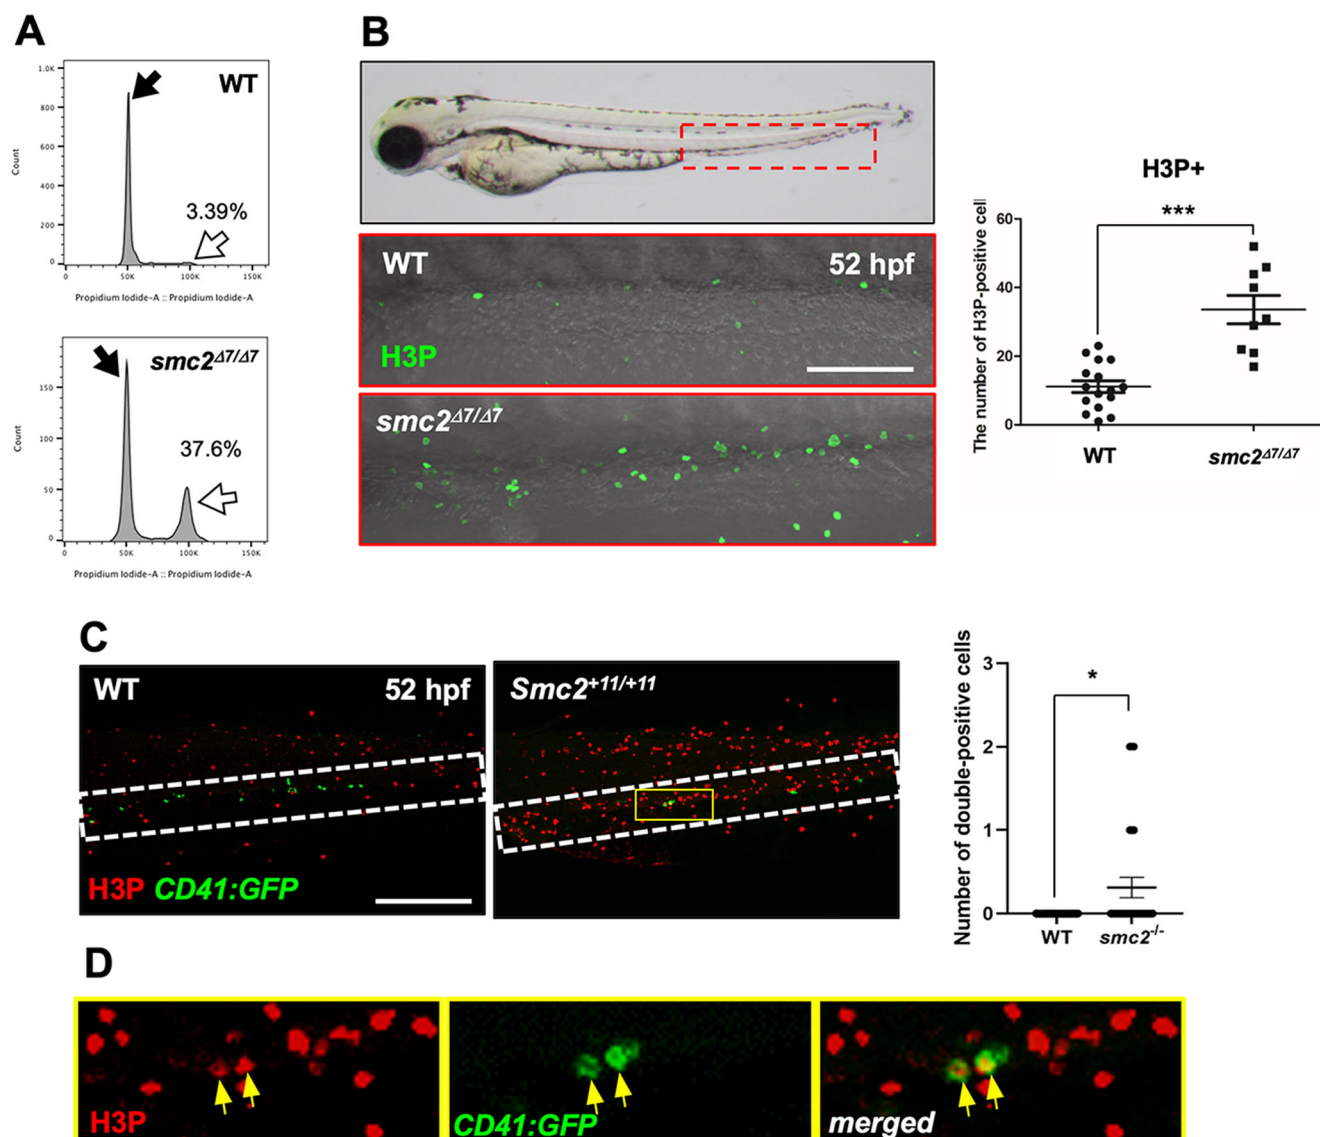 A
WT
1.0K
800
600
400
200
0
Count
3.39%
0 50K 100K 150K
Propidium Iodide-A :: Propidium Iodide-A
smc2Δ7/Δ7
150
100
50
0
Count
37.6%
0 50K 100K 150K
Propidium Iodide-A :: Propidium Iodide-A
B
WT 52 hpf
H3P
smc2Δ7/Δ7
H3P+
***
The number of H3P-positive cell
60
40
20
0
WT smc2Δ7/Δ7
C
WT 52 hpf
H3P CD41:GFP
Smc2+11/+11
Number of double-positive cells
3
2
1
0
*
WT smc2-/-
D
H3P
CD41:GFP
merged